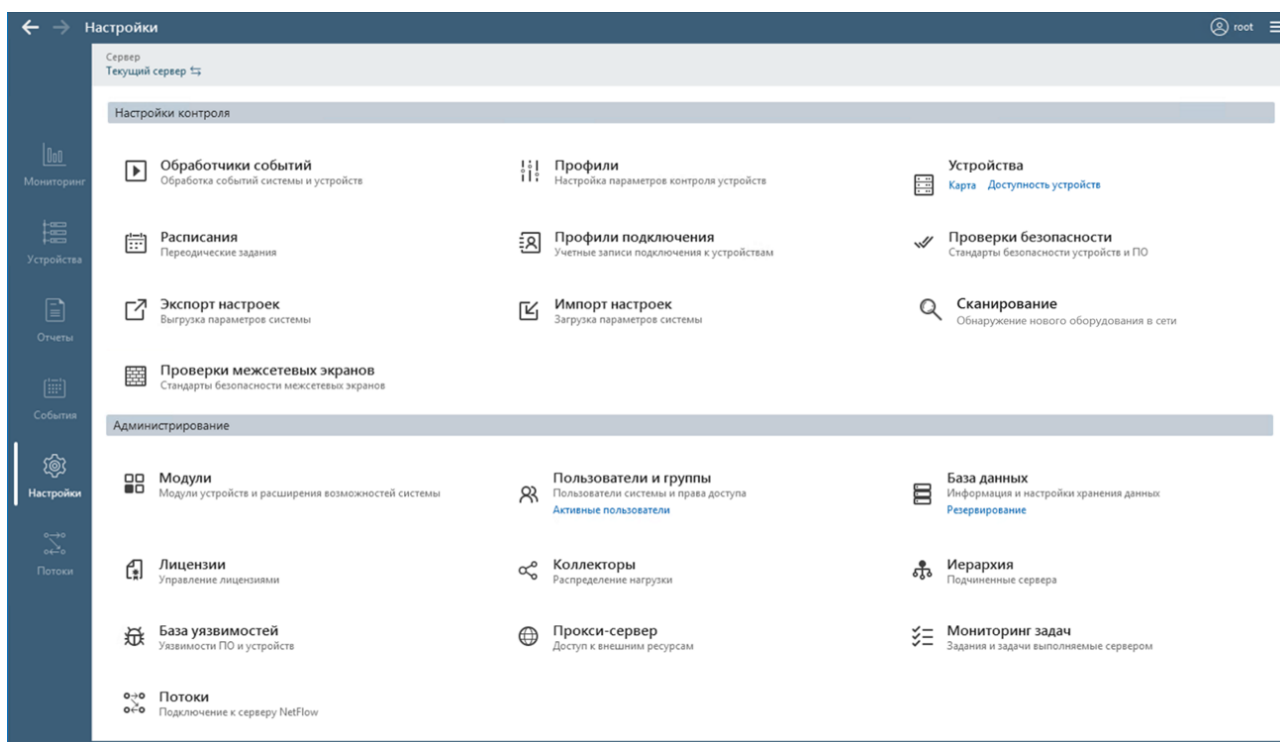 Настройки
root
Сервер
Текущий сервер
Настройки контроля
Мониторинг
Устройства
Отчеты
События
Настройки
Потоки
Обработчики событий
Обработка событий системы и устройств
Профили
Настройка параметров контроля устройств
Устройства
Карта Доступность устройств
Расписания
Переодические задания
Профили подключения
Учетные записи подключения к устройствам
Проверки безопасности
Стандарты безопасности устройств и ПО
Экспорт настроек
Выгрузка параметров системы
Импорт настроек
Загрузка параметров системы
Сканирование
Обнаружение нового оборудования в сети
Проверки межсетевых экранов
Стандарты безопасности межсетевых экранов
Администрирование
Модули
Модули устройств и расширения возможностей системы
Пользователи и группы
Пользователи системы и права доступа
Активные пользователи
База данных
Информация и настройки хранения данных
Резервирование
Лицензии
Управление лицензиями
Коллекторы
Распределение нагрузки
Иерархия
Подчиненные сервера
База уязвимостей
Уязвимости ПО и устройств
Прокси-сервер
Доступ к внешним ресурсам
Мониторинг задач
Задания и задачи выполняемые сервером
Потоки
Подключение к серверу NetFlow